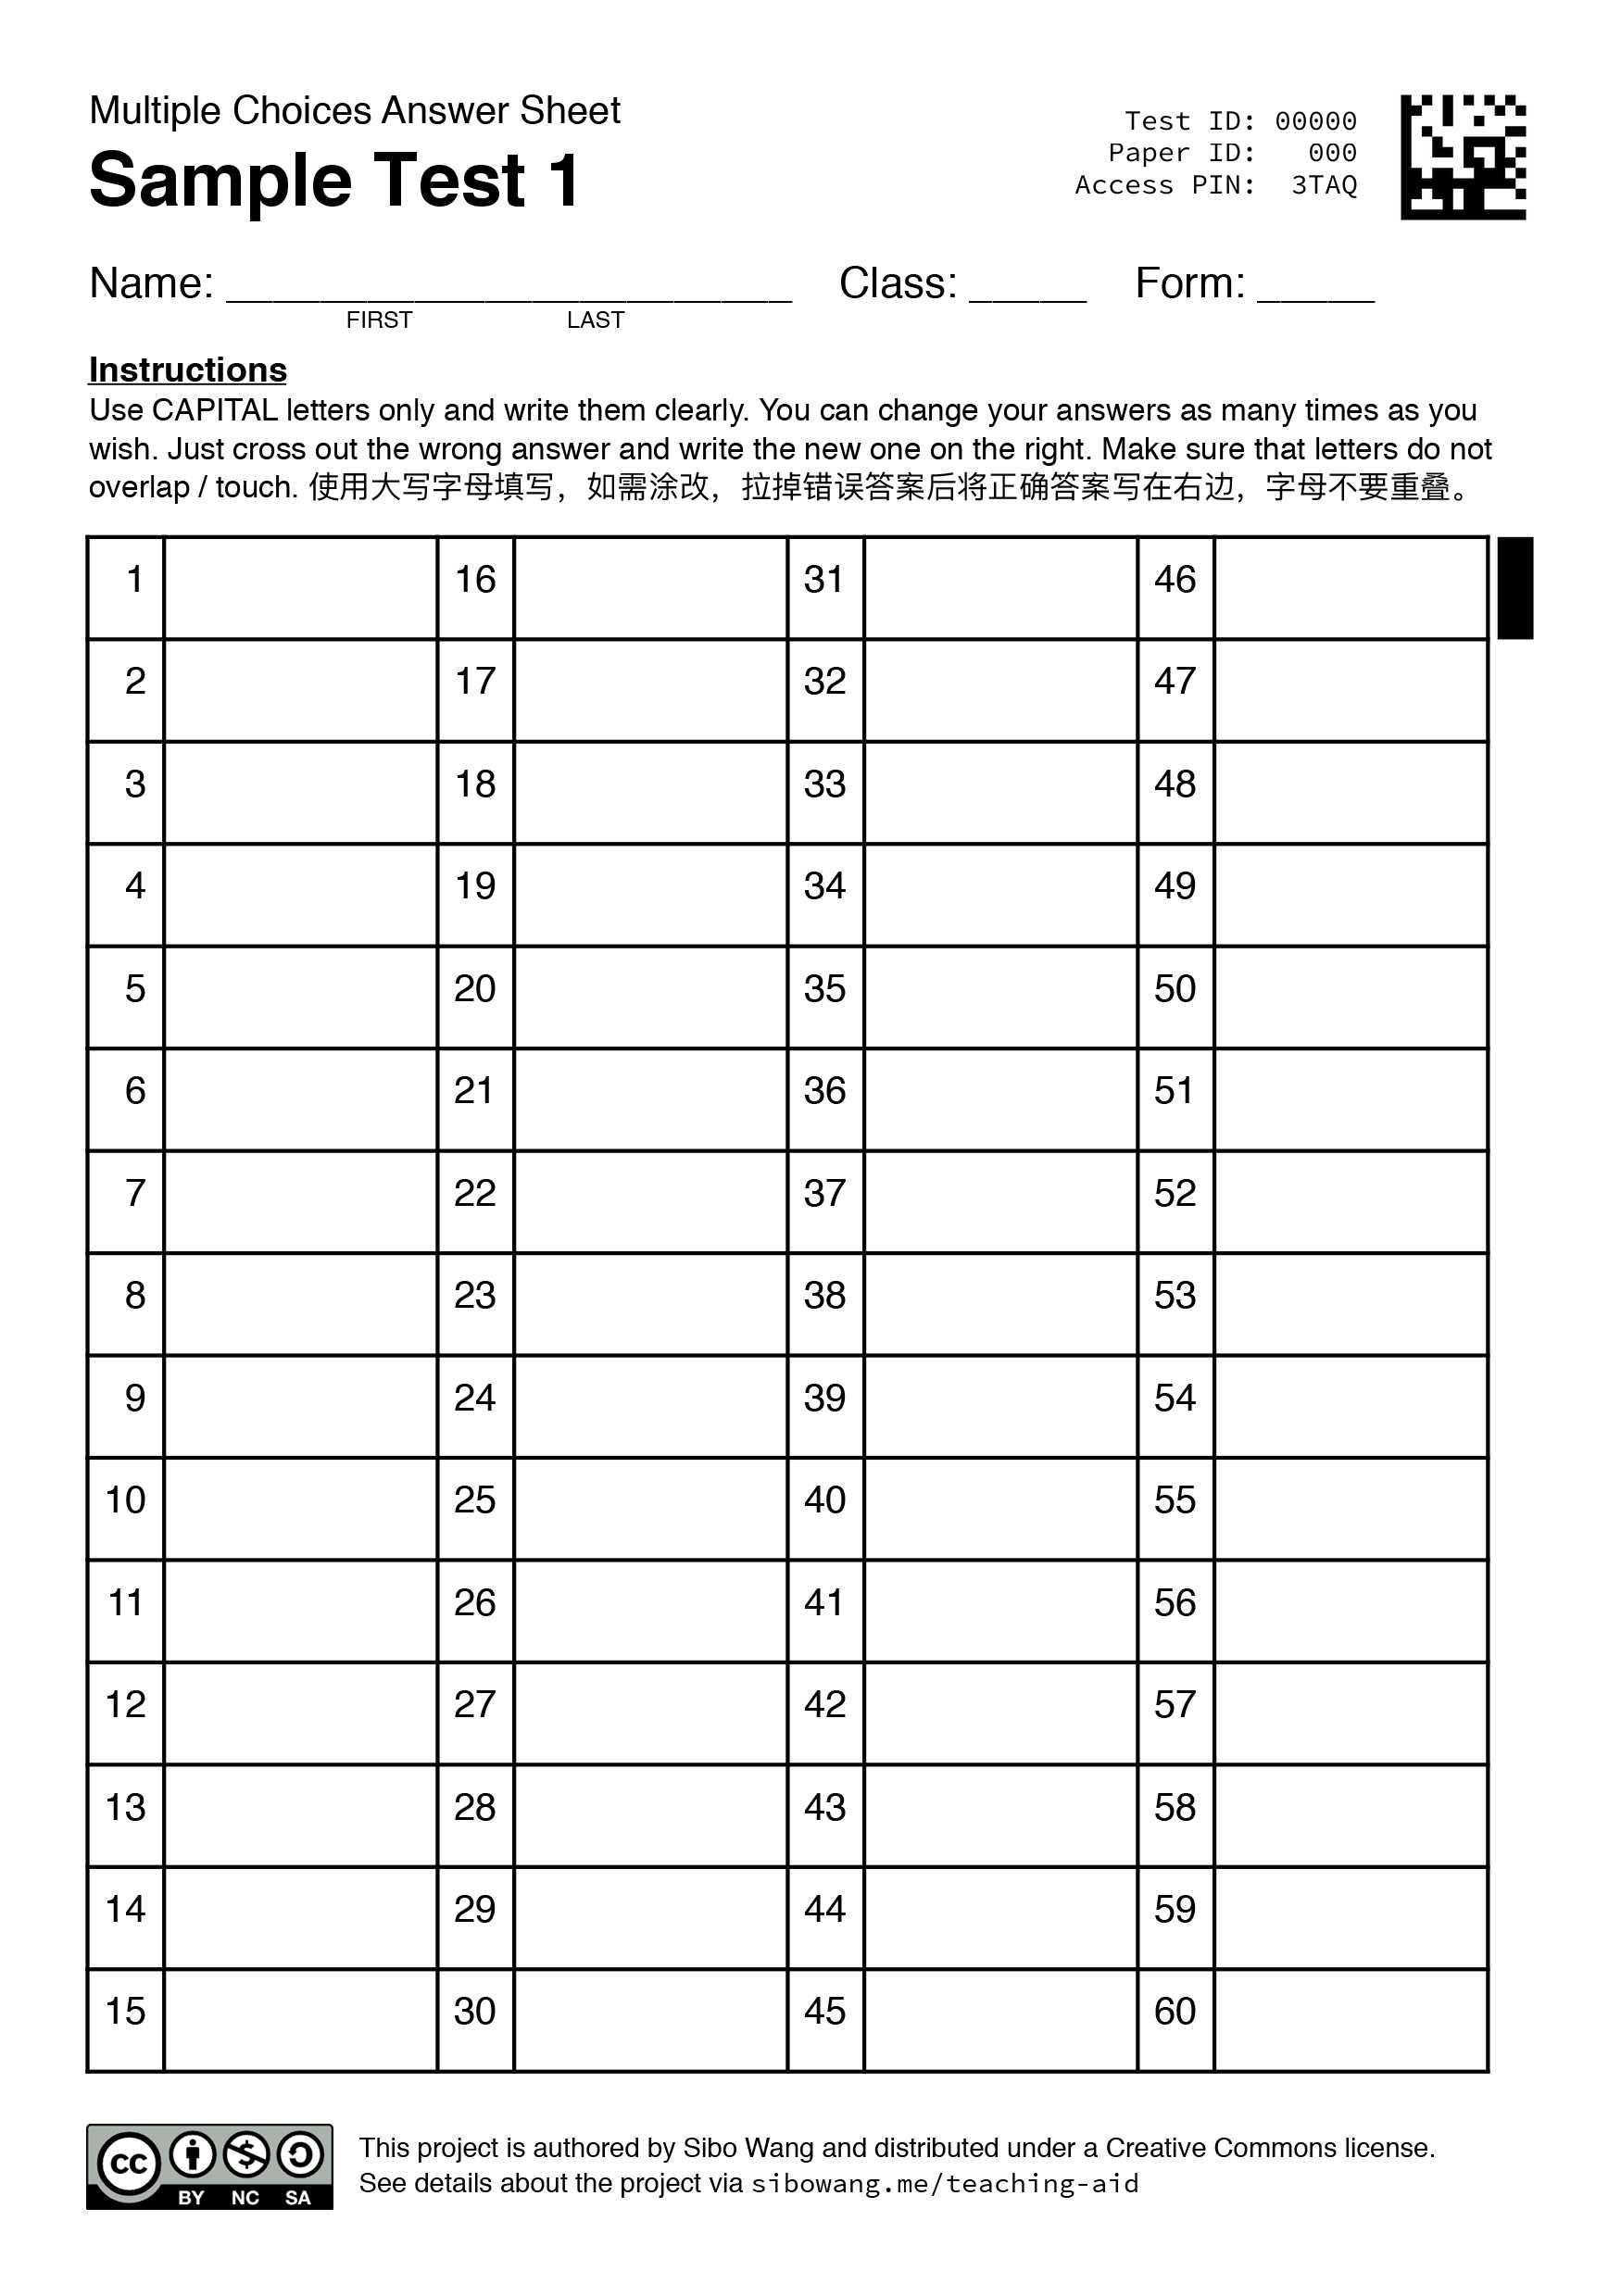 Multiple Choices Answer Sheet
Sample Test 1
Test ID: 00000
Paper ID: 000
Access PIN: 3TAQ
Name: ________________________ Class: _____ Form: _____
FIRST LAST
Instructions
Use CAPITAL letters only and write them clearly. You can change your answers as many times as you
wish. Just cross out the wrong answer and write the new one on the right. Make sure that letters do not
overlap / touch. 使用大写字母填写，如需涂改，拉掉错误答案后将正确答案写在右边，字母不要重叠。
1 16 31 46
2 17 32 47
3 18 33 48
4 19 34 49
5 20 35 50
6 21 36 51
7 22 37 52
8 23 38 53
9 24 39 54
10 25 40 55
11 26 41 56
12 27 42 57
13 28 43 58
14 29 44 59
15 30 45 60
cc BY NC SA
This project is authored by Sibo Wang and distributed under a Creative Commons license.
See details about the project via sibowang.me/teaching-aid